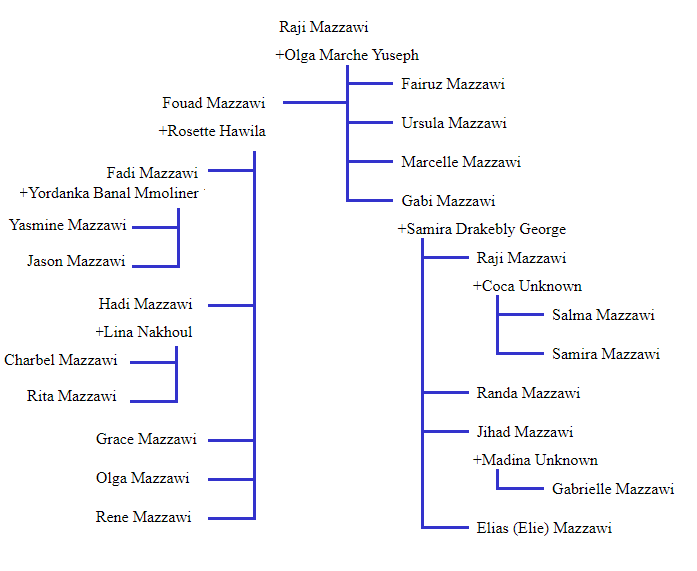 Raji Mazzawi
+Olga Marche Yuseph
Fouad Mazzawi
+Rosette Hawila
Fadi Mazzawi
+Yordanka Banal Mmoliner
Yasmine Mazzawi
Jason Mazzawi
Hadi Mazzawi
+Lina Nakhoul
Charbel Mazzawi
Rita Mazzawi
Grace Mazzawi
Olga Mazzawi
Rene Mazzawi
Fairuz Mazzawi
Ursula Mazzawi
Marcelle Mazzawi
Gabi Mazzawi
+Samira Drakebly George
Raji Mazzawi
+Coca Unknown
Salma Mazzawi
Samira Mazzawi
Randa Mazzawi
Jihad Mazzawi
+Madina Unknown
Gabrielle Mazzawi
Elias (Elie) Mazzawi